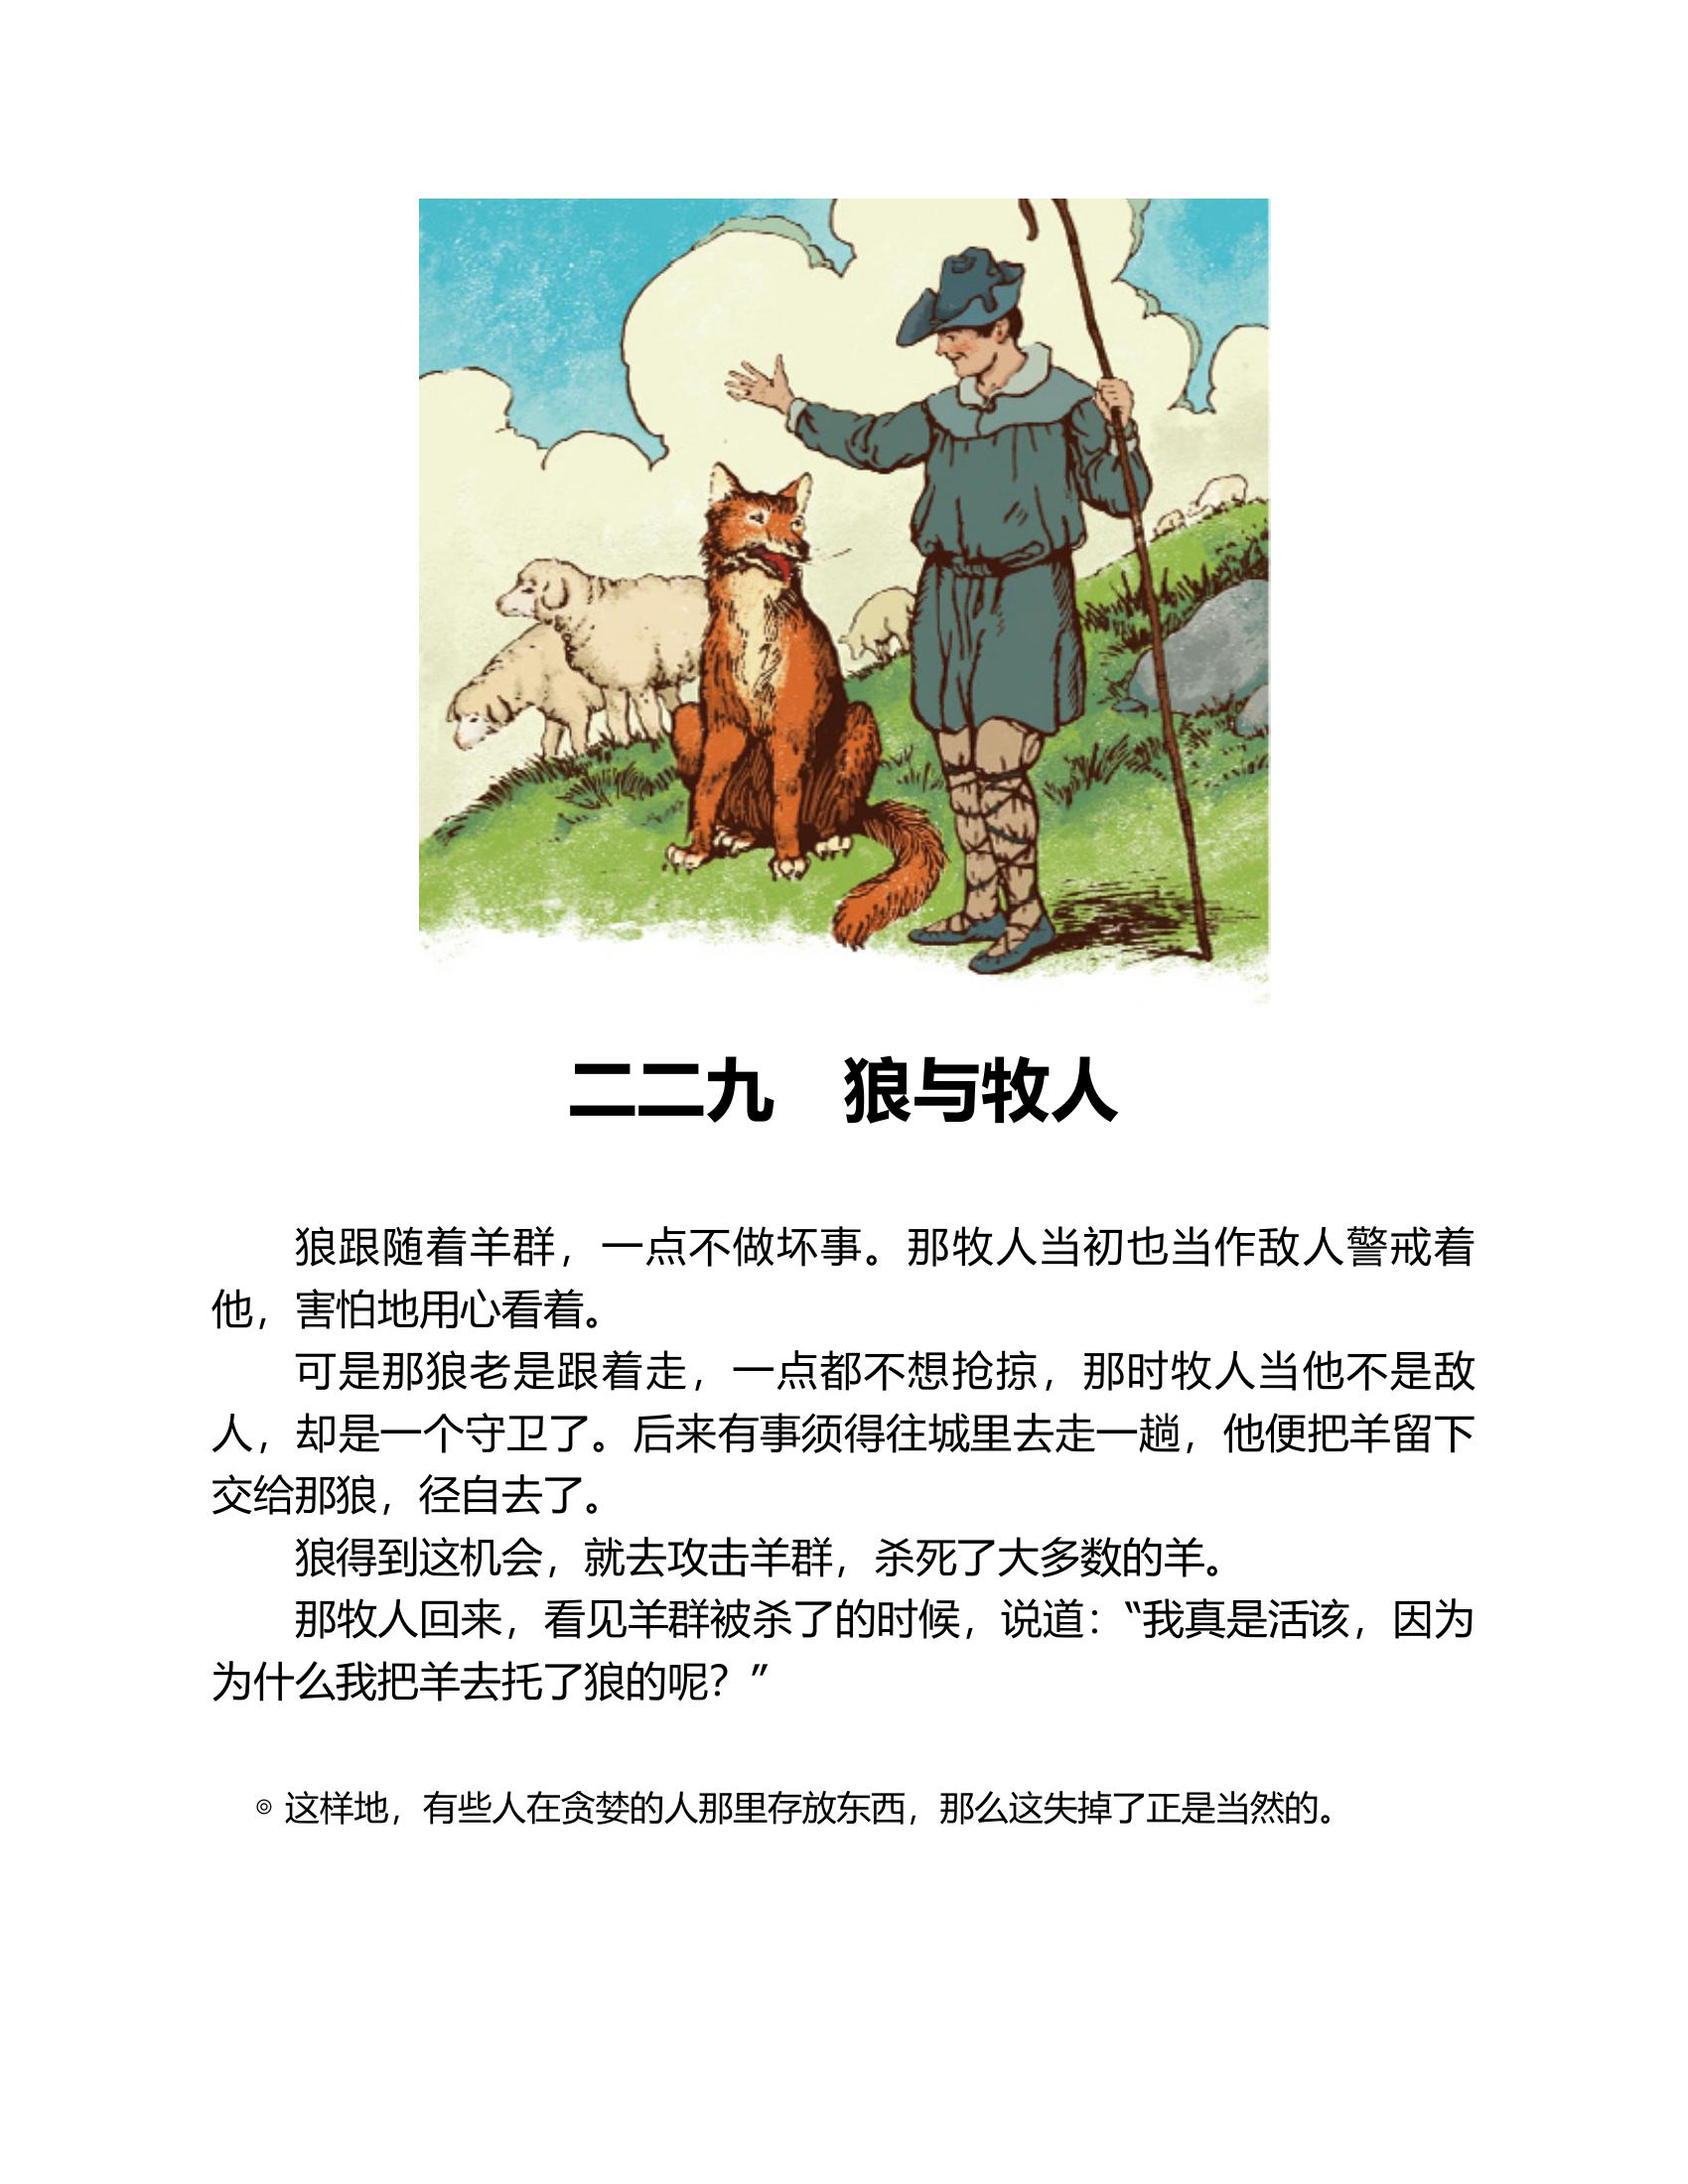 二二九　狼与牧人
狼跟随着羊群，一点不做坏事。那牧人当初也当作敌人警戒着
他，害怕地用心看着。
可是那狼老是跟着走，一点都不想抢掠，那时牧人当他不是敌
人，却是一个守卫了。后来有事须得往城里去走一趟，他便把羊留下
交给那狼，径自去了。
狼得到这机会，就去攻击羊群，杀死了大多数的羊。
那牧人回来，看见羊群被杀了的时候，说道：“我真是活该，因为
为什么我把羊去托了狼的呢？”
◎ 这样地，有些人在贪婪的人那里存放东西，那么这失掉了正是当然的。